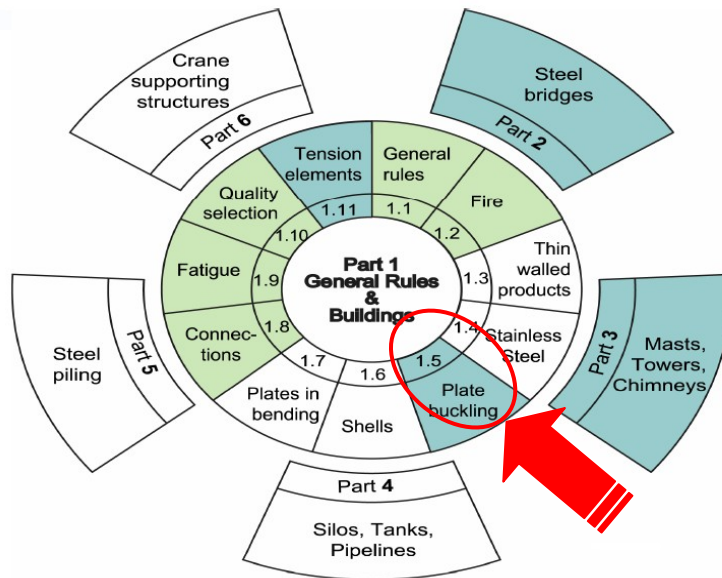 Crane
supporting
structures
Part 6
Steel
bridges
Part 2
Tension
elements
1.11
General
rules
1.1
Fire
1.2
Thin
walled
products
1.3
Stainless
Steel
1.4
Plate
buckling
1.5
Shells
1.6
Plates in
bending
1.7
Connec-
tions
1.8
Fatigue
1.9
Quality
selection
1.10
Part 1
General Rules
&
Buildings
Part 3
Masts,
Towers,
Chimneys
Part 4
Silos, Tanks,
Pipelines
Part 5
Steel
piling